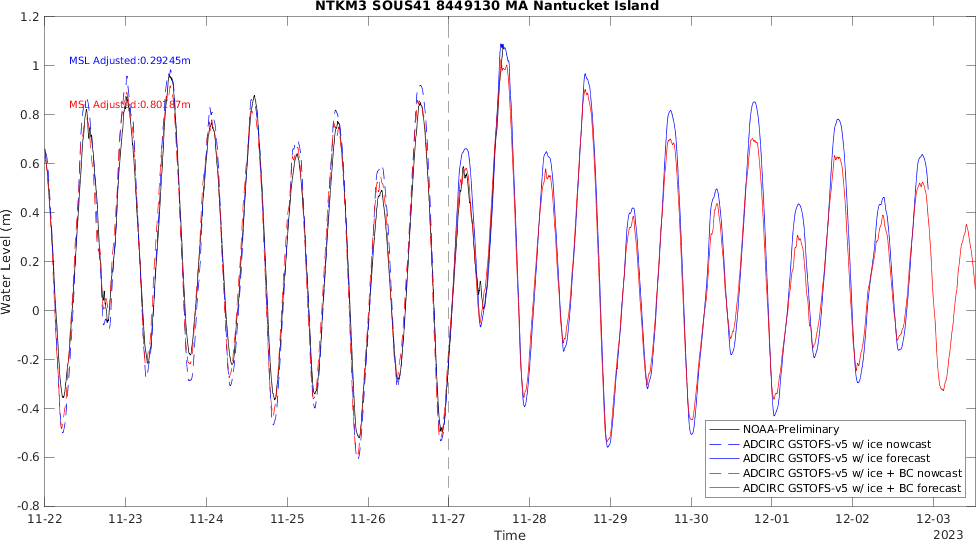 NTKM3 SOUS41 8449130 MA Nantucket Island
1.2
1
0.8
0.6
0.4
0.2
0
-0.2
-0.4
-0.6
-0.8
Water Level (m)
MSL Adjusted:0.29245m
MSL Adjusted:0.80187m
NOAA-Preliminary
ADCIRC GSTOFS-v5 w/ ice nowcast
ADCIRC GSTOFS-v5 w/ ice forecast
ADCIRC GSTOFS-v5 w/ ice + BC nowcast
ADCIRC GSTOFS-v5 w/ ice + BC forecast
11-22 11-23 11-24 11-25 11-26 11-27 11-28 11-29 11-30 12-01 12-02 12-03
Time
2023